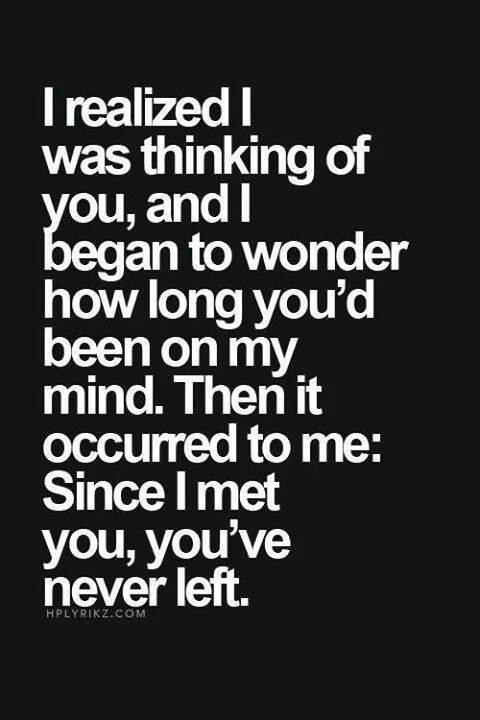 I realized I
was thinking of
you, and I
began to wonder
how long you’d
been on my
mind. Then it
occurred to me:
Since I met
you, you’ve
never left.
HPLYRIKZ.COM